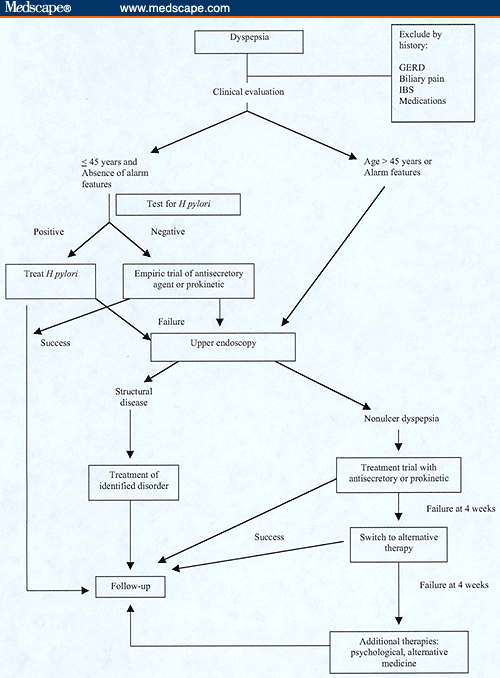 Medscape®
www.medscape.com
Dyspepsia
Exclude by
history:
GERD
Biliary pain
IBS
Medications
Clinical evaluation
≤ 45 years and
Absence of alarm
features
Age > 45 years or
Alarm features
Test for H pylori
Positive
Negative
Treat H pylori
Empiric trial of antisecretory
agent or prokinetic
Success
Failure
Upper endoscopy
Structural
disease
Nonulcer dyspepsia
Treatment of
identified disorder
Treatment trial with
antisecretory or prokinetic
Failure at 4 weeks
Success
Switch to alternative
therapy
Follow-up
Failure at 4 weeks
Additional therapies:
psychological, alternative
medicine